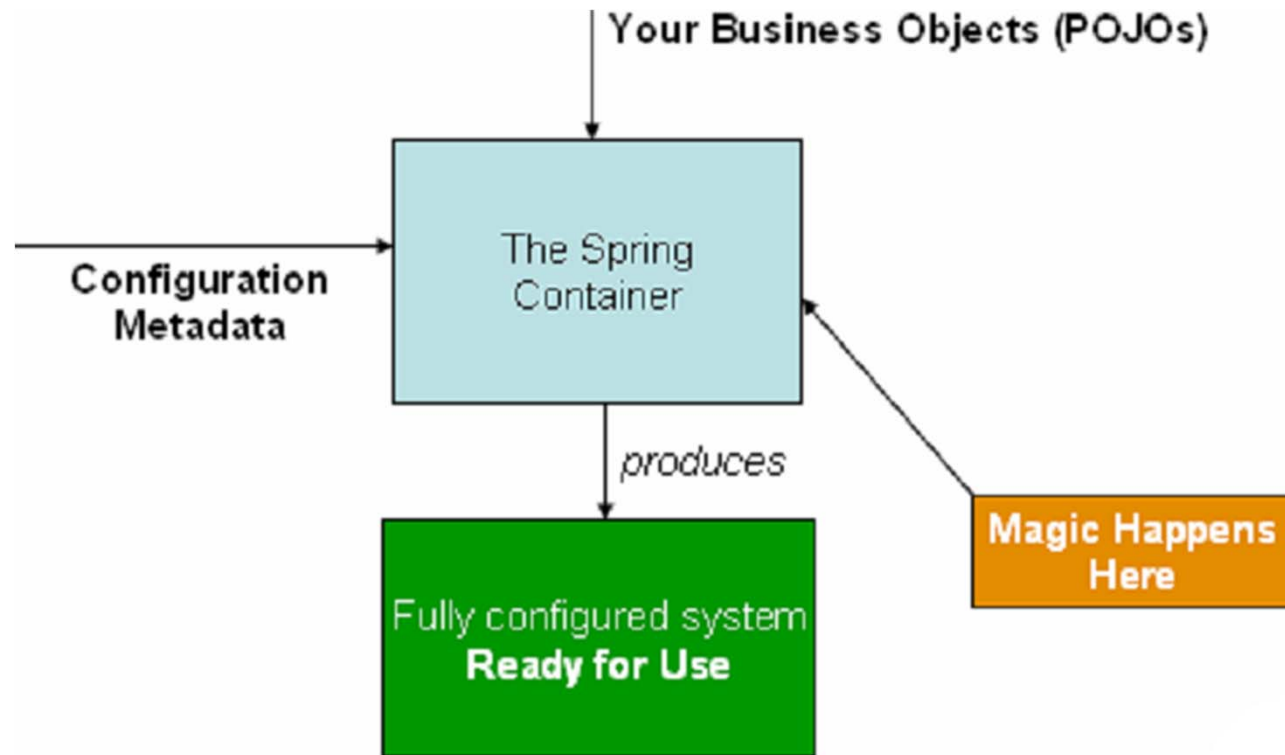 Your Business Objects (POJOs)
The Spring
Container
Configuration
Metadata
produces
Magic Happens
Here
Fully configured system
Ready for Use